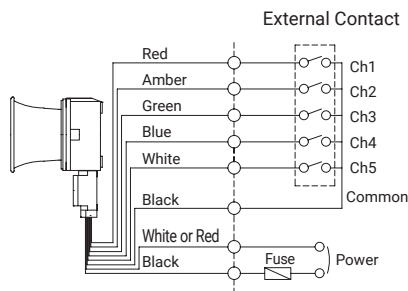 External Contact
Red
Ch1
Amber
Ch2
Green
Ch3
Blue
Ch4
White
Ch5
Black
Common
White or Red
Black
Fuse
Power